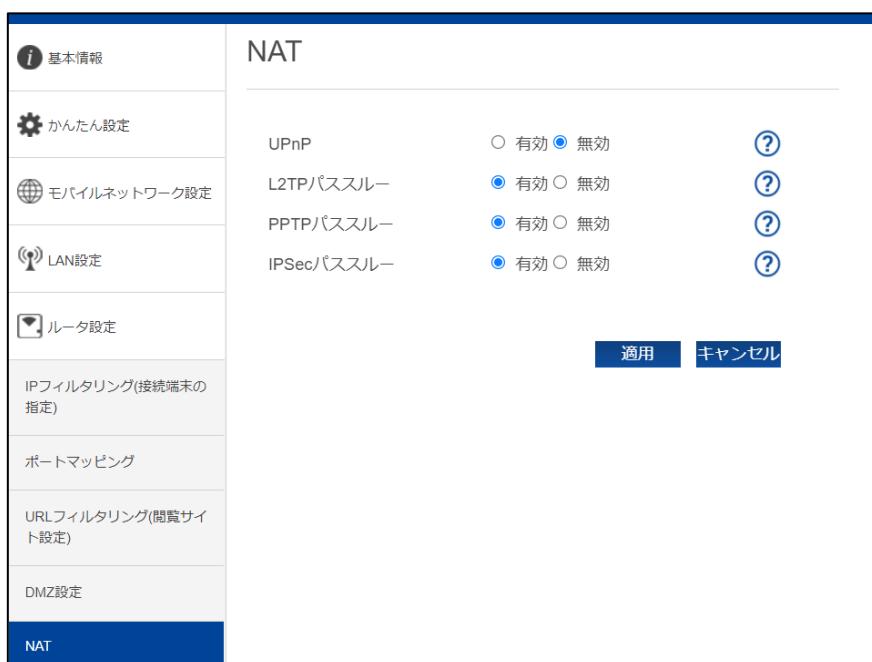 基本情報
かんたん設定
モバイルネットワーク設定
LAN設定
ルータ設定
IPフィルタリング(接続端末の
指定)
ポートマッピング
URLフィルタリング(閲覧サイ
ト設定)
DMZ設定
NAT
NAT
UPnP 有効 無効 ?
L2TPパススルー 有効 無効 ?
PPTPパススルー 有効 無効 ?
IPSecパススルー 有効 無効 ?
適用 キャンセル